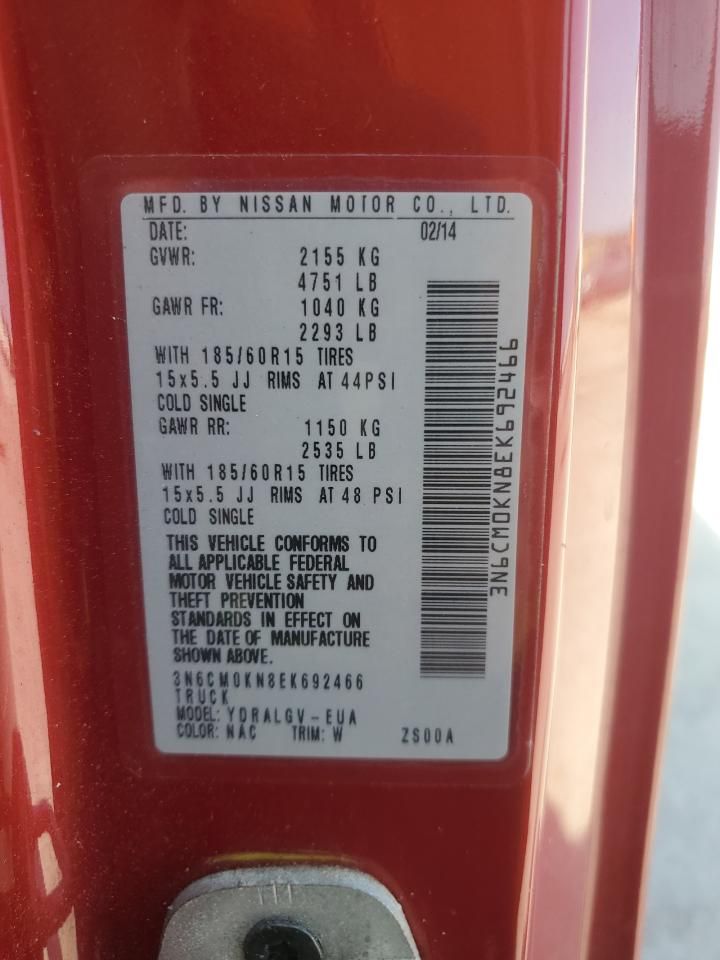 MFD. BY NISSAN MOTOR CO., LTD.
DATE: 02/14
GVWR: 2155 KG
4751 LB
GAWR FR: 1040 KG
2293 LB
WITH 185/60R15 TIRES
15x5.5 JJ RIMS AT 44PSI
COLD SINGLE
GAWR RR: 1150 KG
2535 LB
WITH 185/60R15 TIRES
15x5.5 JJ RIMS AT 48 PSI
COLD SINGLE
THIS VEHICLE CONFORMS TO
ALL APPLICABLE FEDERAL
MOTOR VEHICLE SAFETY AND
THEFT PREVENTION
STANDARDS IN EFFECT ON
THE DATE OF MANUFACTURE
SHOWN ABOVE.
3N6CM0KN8EK692466
TRUCK
MODEL: YDRALGV-EUA
COLOR: NAC TRIM: W ZS00A
3N6CM0KN8EK692466